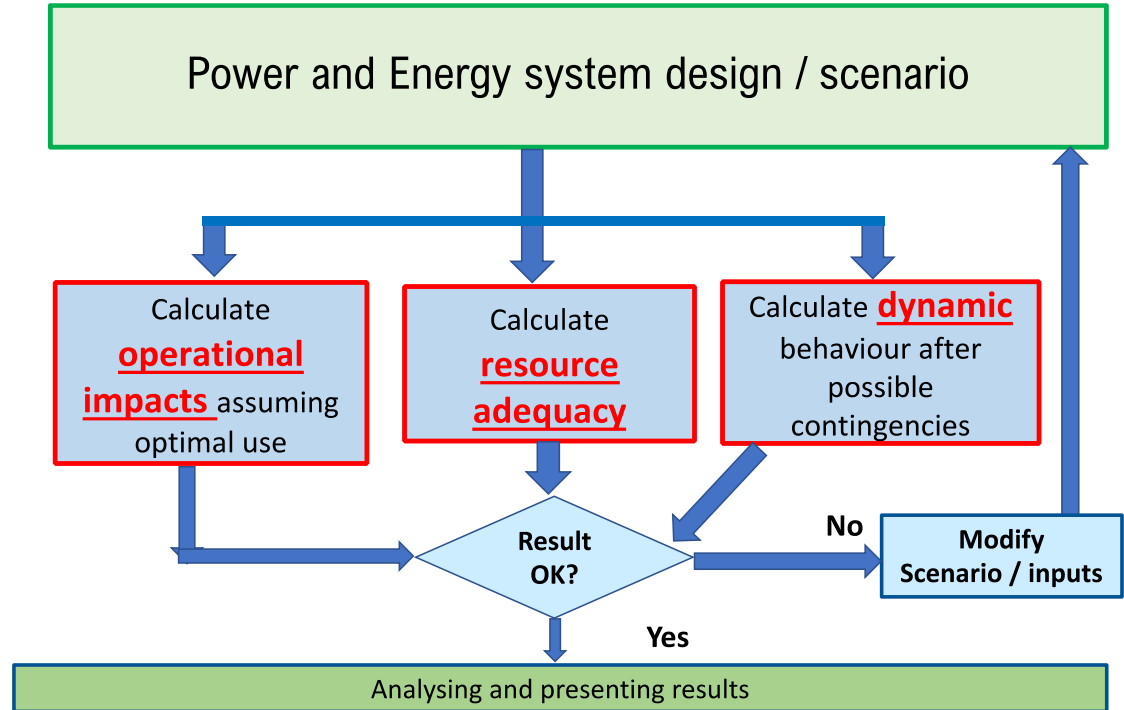 Power and Energy system design / scenario
Calculate
operational
impacts assuming
optimal use
Calculate
resource
adequacy
Calculate dynamic
behaviour after
possible
contingencies
Result
OK?
No
Modify
Scenario / inputs
Yes
Analysing and presenting results